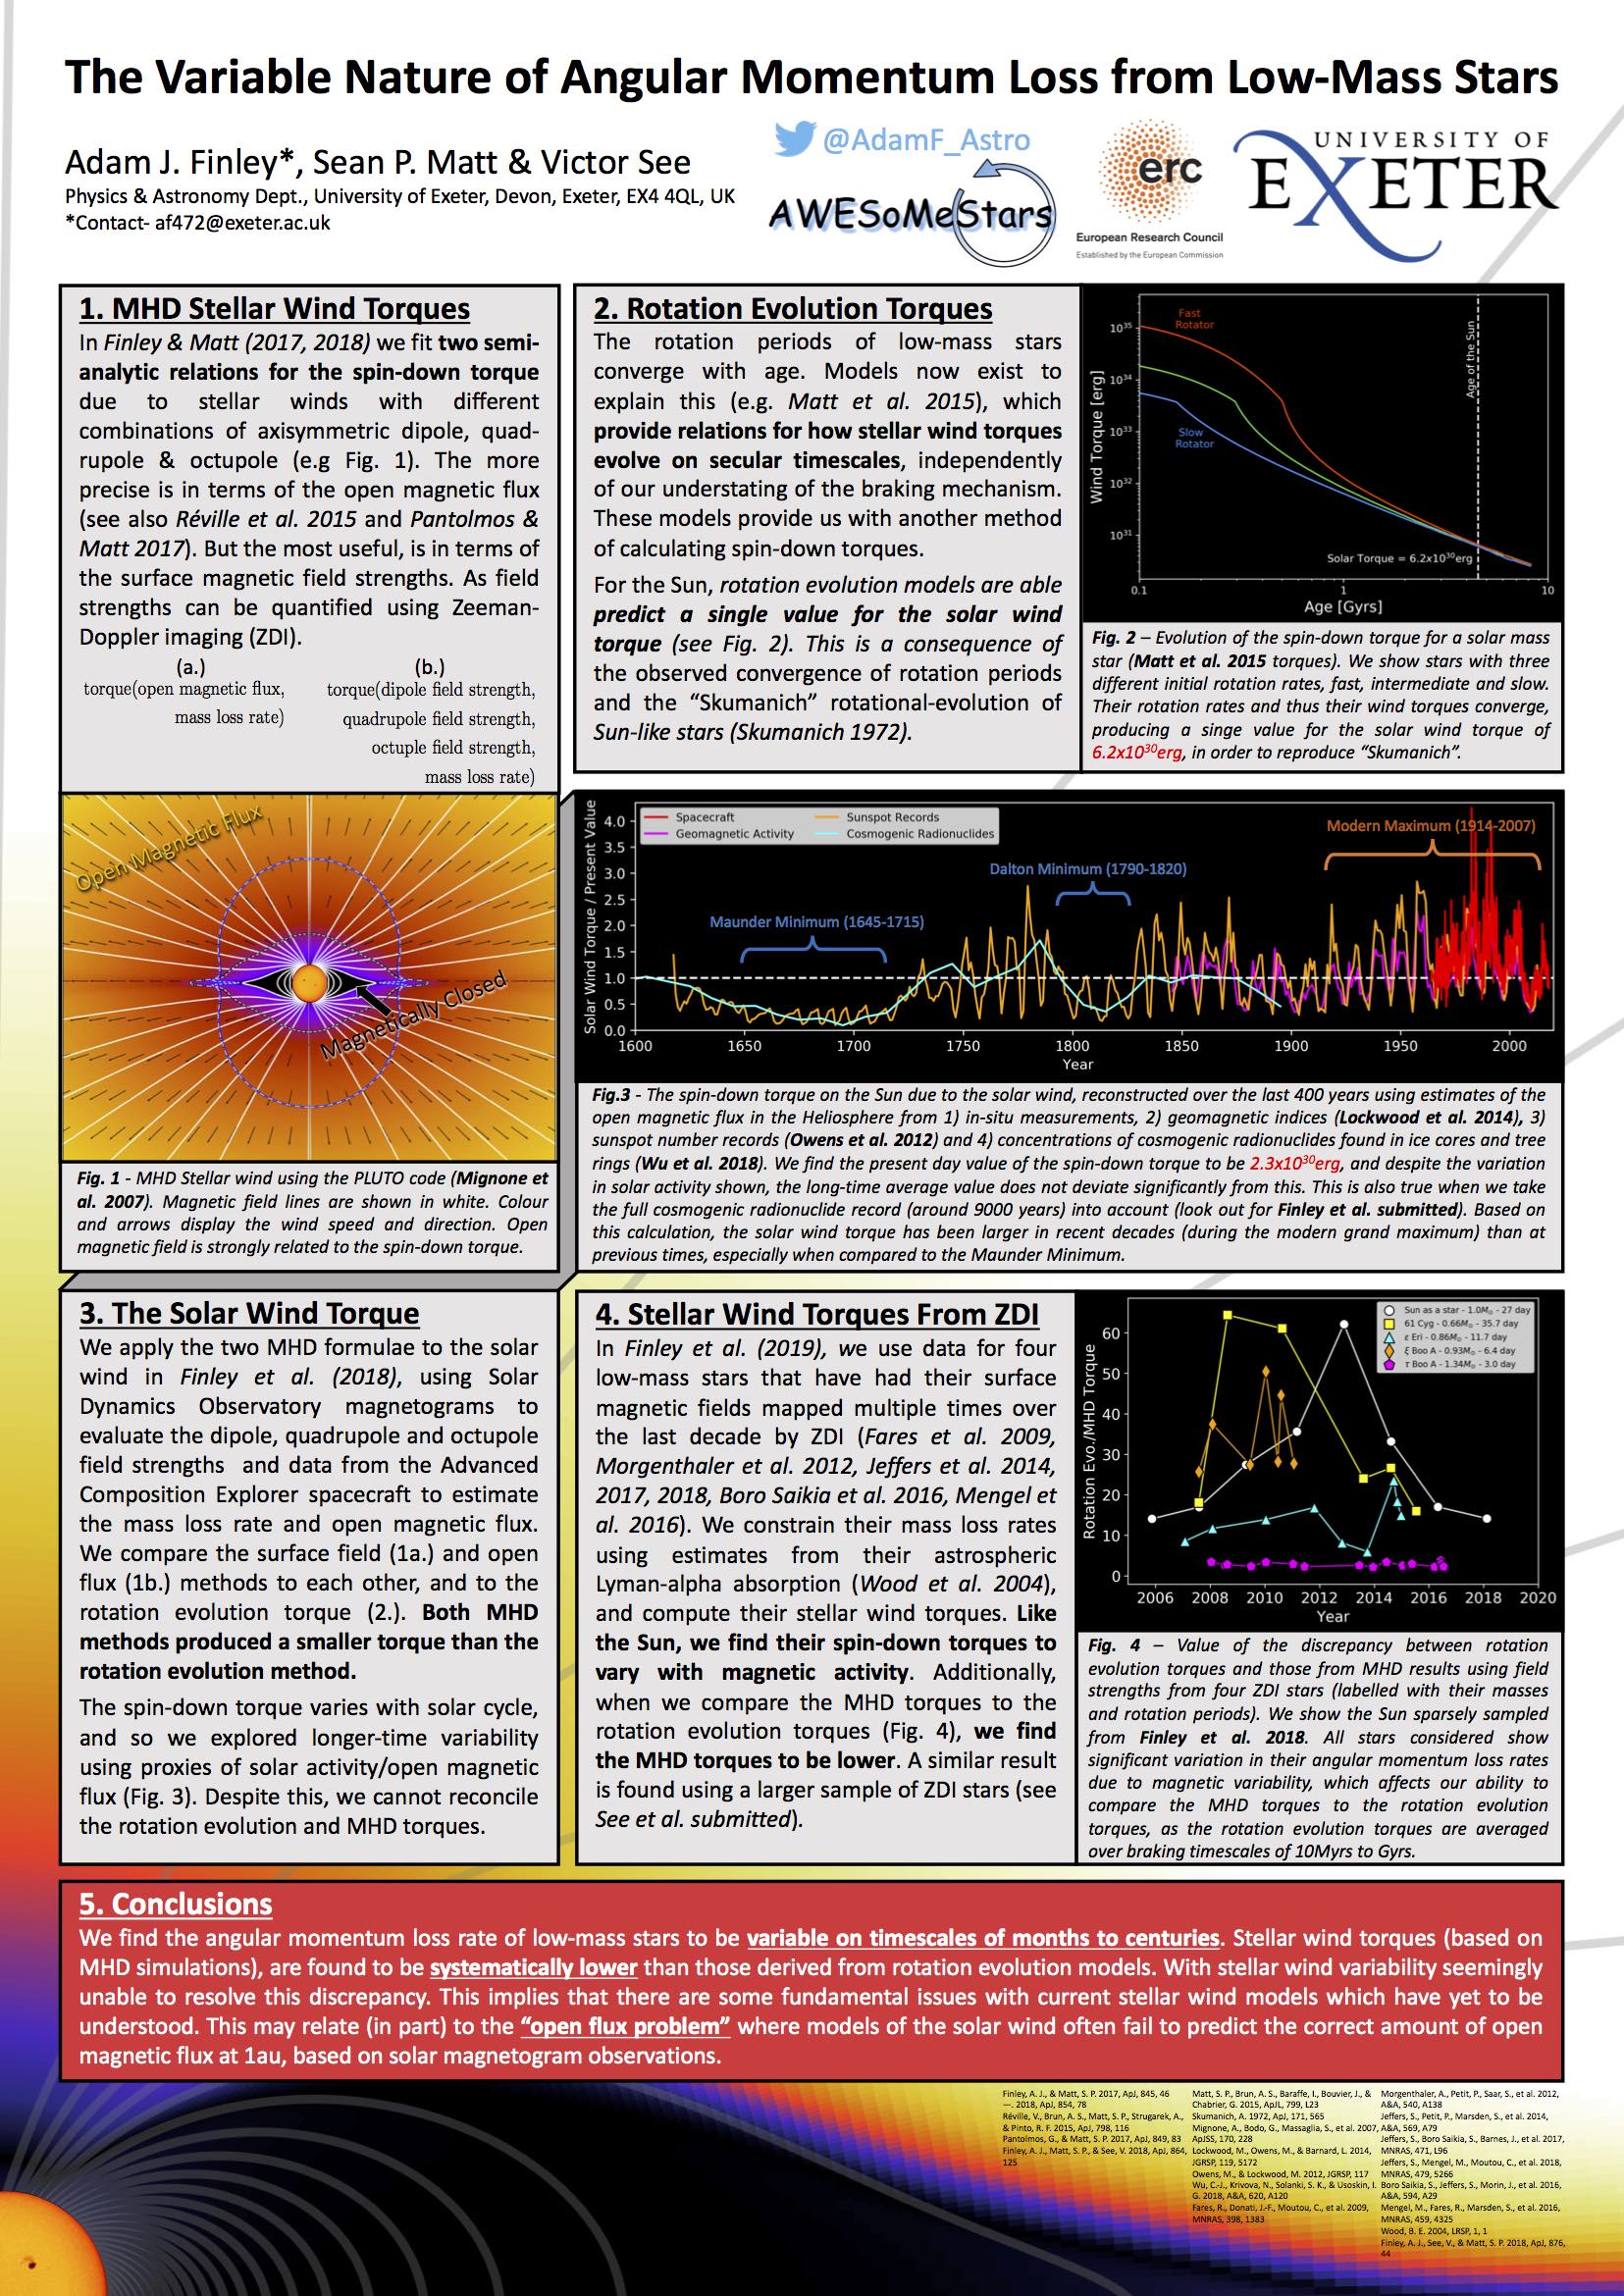 The Variable Nature of Angular Momentum Loss from Low-Mass Stars
Adam J. Finley*, Sean P. Matt & Victor See
Physics & Astronomy Dept., University of Exeter, Devon, Exeter, EX4 4QL, UK
*Contact- af472@exeter.ac.uk
@AdamF_Astro
AWESoMeStars
erc
European Research Council
Established by the European Commission
UNIVERSITY OF
EXETER
1. MHD Stellar Wind Torques
In Finley & Matt (2017, 2018) we fit two semi-
analytic relations for the spin-down torque
due to stellar winds with different
combinations of axisymmetric dipole, quad-
rupole & octupole (e.g Fig. 1). The more
precise is in terms of the open magnetic flux
(see also Réville et al. 2015 and Pantolmos &
Matt 2017). But the most useful, is in terms of
the surface magnetic field strengths. As field
strengths can be quantified using Zeeman-
Doppler imaging (ZDI).
(a.)
torque(open magnetic flux,
mass loss rate)
(b.)
torque(dipole field strength,
quadrupole field strength,
octuple field strength,
mass loss rate)
Open Magnetic Flux
Magnetically Closed
Fig. 1 - MHD Stellar wind using the PLUTO code (Mignone et
al. 2007). Magnetic field lines are shown in white. Colour
and arrows display the wind speed and direction. Open
magnetic field is strongly related to the spin-down torque.
2. Rotation Evolution Torques
The rotation periods of low-mass stars
converge with age. Models now exist to
explain this (e.g. Matt et al. 2015), which
provide relations for how stellar wind torques
evolve on secular timescales, independently
of our understating of the braking mechanism.
These models provide us with another method
of calculating spin-down torques.
For the Sun, rotation evolution models are able
predict a single value for the solar wind
torque (see Fig. 2). This is a consequence of
the observed convergence of rotation periods
and the “Skumanich” rotational-evolution of
Sun-like stars (Skumanich 1972).
Wind Torque [erg]
10³⁵
10³⁴
10³³
10³²
10³¹
Fast
Rotator
Slow
Rotator
Age of the Sun
Solar Torque = 6.2x10³⁰erg
0.1 1 10
Age [Gyrs]
Fig. 2 – Evolution of the spin-down torque for a solar mass
star (Matt et al. 2015 torques). We show stars with three
different initial rotation rates, fast, intermediate and slow.
Their rotation rates and thus their wind torques converge,
producing a singe value for the solar wind torque of
6.2x10³⁰erg, in order to reproduce “Skumanich”.
Solar Wind Torque / Present Value
4.0
3.5
3.0
2.5
2.0
1.5
1.0
0.5
0.0
Spacecraft
Geomagnetic Activity
Sunspot Records
Cosmogenic Radionuclides
Maunder Minimum (1645-1715)
Dalton Minimum (1790-1820)
Modern Maximum (1914-2007)
1600 1650 1700 1750 1800 1850 1900 1950 2000
Year
Fig.3 - The spin-down torque on the Sun due to the solar wind, reconstructed over the last 400 years using estimates of the
open magnetic flux in the Heliosphere from 1) in-situ measurements, 2) geomagnetic indices (Lockwood et al. 2014), 3)
sunspot number records (Owens et al. 2012) and 4) concentrations of cosmogenic radionuclides found in ice cores and tree
rings (Wu et al. 2018). We find the present day value of the spin-down torque to be 2.3x10³⁰erg, and despite the variation
in solar activity shown, the long-time average value does not deviate significantly from this. This is also true when we take
the full cosmogenic radionuclide record (around 9000 years) into account (look out for Finley et al. submitted). Based on
this calculation, the solar wind torque has been larger in recent decades (during the modern grand maximum) than at
previous times, especially when compared to the Maunder Minimum.
3. The Solar Wind Torque
We apply the two MHD formulae to the solar
wind in Finley et al. (2018), using Solar
Dynamics Observatory magnetograms to
evaluate the dipole, quadrupole and octupole
field strengths and data from the Advanced
Composition Explorer spacecraft to estimate
the mass loss rate and open magnetic flux.
We compare the surface field (1a.) and open
flux (1b.) methods to each other, and to the
rotation evolution torque (2.). Both MHD
methods produced a smaller torque than the
rotation evolution method.
The spin-down torque varies with solar cycle,
and so we explored longer-time variability
using proxies of solar activity/open magnetic
flux (Fig. 3). Despite this, we cannot reconcile
the rotation evolution and MHD torques.
4. Stellar Wind Torques From ZDI
In Finley et al. (2019), we use data for four
low-mass stars that have had their surface
magnetic fields mapped multiple times over
the last decade by ZDI (Fares et al. 2009,
Morgenthaler et al. 2012, Jeffers et al. 2014,
2017, 2018, Boro Saikia et al. 2016, Mengel et
al. 2016). We constrain their mass loss rates
using estimates from their astrospheric
Lyman-alpha absorption (Wood et al. 2004),
and compute their stellar wind torques. Like
the Sun, we find their spin-down torques to
vary with magnetic activity. Additionally,
when we compare the MHD torques to the
rotation evolution torques (Fig. 4), we find
the MHD torques to be lower. A similar result
is found using a larger sample of ZDI stars (see
See et al. submitted).
Rotation Evo./MHD Torque
60
50
40
30
20
10
0
Sun as a star - 1.0M☉ - 27 day
61 Cyg - 0.66M☉ - 35.7 day
ε Eri - 0.86M☉ - 11.7 day
ξ Boo A - 0.93M☉ - 6.4 day
τ Boo A - 1.34M☉ - 3.0 day
2006 2008 2010 2012 2014 2016 2018 2020
Year
Fig. 4 – Value of the discrepancy between rotation
evolution torques and those from MHD results using field
strengths from four ZDI stars (labelled with their masses
and rotation periods). We show the Sun sparsely sampled
from Finley et al. 2018. All stars considered show
significant variation in their angular momentum loss rates
due to magnetic variability, which affects our ability to
compare the MHD torques to the rotation evolution
torques, as the rotation evolution torques are averaged
over braking timescales of 10Myrs to Gyrs.
5. Conclusions
We find the angular momentum loss rate of low-mass stars to be variable on timescales of months to centuries. Stellar wind torques (based on
MHD simulations), are found to be systematically lower than those derived from rotation evolution models. With stellar wind variability seemingly
unable to resolve this discrepancy. This implies that there are some fundamental issues with current stellar wind models which have yet to be
understood. This may relate (in part) to the “open flux problem” where models of the solar wind often fail to predict the correct amount of open
magnetic flux at 1au, based on solar magnetogram observations.
Finley, A. J., & Matt, S. P. 2017, ApJ, 845, 46
—. 2018, ApJ, 854, 78
Réville, V., Brun, A. S., Matt, S. P., Strugarek, A.,
& Pinto, R. F. 2015, ApJ, 798, 116
Pantolmos, G., & Matt, S. P. 2017, ApJ, 849, 83
Finley, A. J., Matt, S. P., & See, V. 2018, ApJ, 864,
125
Matt, S. P., Brun, A. S., Baraffe, I., Bouvier, J., &
Chabrier, G. 2015, ApJL, 799, L23
Skumanich, A. 1972, ApJ, 171, 565
Mignone, A., Bodo, G., Massaglia, S., et al. 2007,
ApJSS, 170, 228
Lockwood, M., Owens, M., & Barnard, L. 2014,
JGRSP, 119, 5172
Owens, M., & Lockwood, M. 2012, JGRSP, 117
Wu, C.-J., Krivova, N., Solanki, S. K., & Usoskin, I.
G. 2018, A&A, 620, A120
Fares, R., Donati, J.-F., Moutou, C., et al. 2009,
MNRAS, 398, 1383
Morgenthaler, A., Petit, P., Saar, S., et al. 2012,
A&A, 540, A138
Jeffers, S., Petit, P., Marsden, S., et al. 2014,
A&A, 569, A79
Jeffers, S., Boro Saikia, S., Barnes, J., et al. 2017,
MNRAS, 471, L96
Jeffers, S., Mengel, M., Moutou, C., et al. 2018,
MNRAS, 479, 5266
Boro Saikia, S., Jeffers, S., Morin, J., et al. 2016,
A&A, 594, A29
Mengel, M., Fares, R., Marsden, S., et al. 2016,
MNRAS, 459, 4325
Wood, B. E. 2004, LRSP, 1, 1
Finley, A. J., See, V., & Matt, S. P. 2018, ApJ, 876,
44